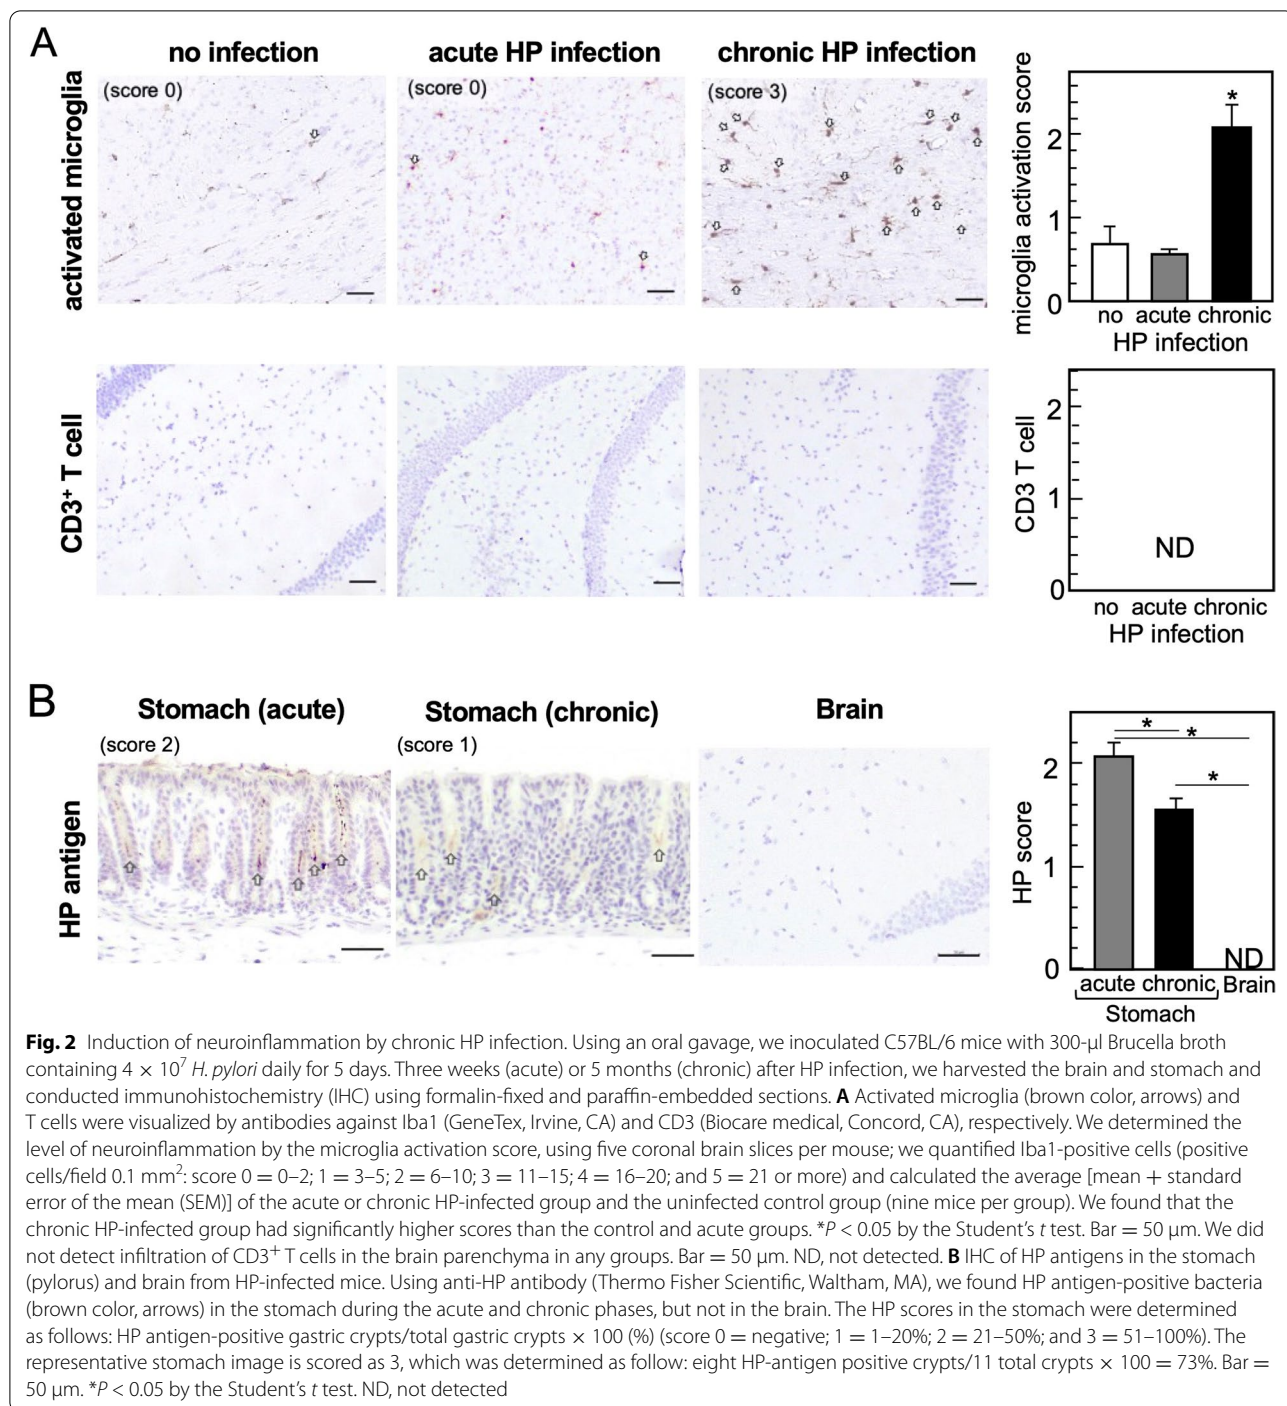 A
no infection
acute HP infection
chronic HP infection
activated microglia
(score 0)
(score 0)
(score 3)
microglia activation score
2
1
0
*
no acute chronic
HP infection
CD3⁺ T cell
CD3 T cell
2
1
0
ND
no acute chronic
HP infection
B
Stomach (acute)
Stomach (chronic)
Brain
HP antigen
(score 2)
(score 1)
HP score
2
1
0
*
*
*
ND
acute chronic Brain
Stomach
Fig. 2 Induction of neuroinflammation by chronic HP infection. Using an oral gavage, we inoculated C57BL/6 mice with 300-µl Brucella broth
containing 4 × 10⁷ H. pylori daily for 5 days. Three weeks (acute) or 5 months (chronic) after HP infection, we harvested the brain and stomach and
conducted immunohistochemistry (IHC) using formalin-fixed and paraffin-embedded sections. A Activated microglia (brown color, arrows) and
T cells were visualized by antibodies against Iba1 (GeneTex, Irvine, CA) and CD3 (Biocare medical, Concord, CA), respectively. We determined the
level of neuroinflammation by the microglia activation score, using five coronal brain slices per mouse; we quantified Iba1-positive cells (positive
cells/field 0.1 mm²: score 0 = 0–2; 1 = 3–5; 2 = 6–10; 3 = 11–15; 4 = 16–20; and 5 = 21 or more) and calculated the average [mean + standard
error of the mean (SEM)] of the acute or chronic HP-infected group and the uninfected control group (nine mice per group). We found that the
chronic HP-infected group had significantly higher scores than the control and acute groups. *P < 0.05 by the Student's t test. Bar = 50 µm. We did
not detect infiltration of CD3⁺ T cells in the brain parenchyma in any groups. Bar = 50 µm. ND, not detected. B IHC of HP antigens in the stomach
(pylorus) and brain from HP-infected mice. Using anti-HP antibody (Thermo Fisher Scientific, Waltham, MA), we found HP antigen-positive bacteria
(brown color, arrows) in the stomach during the acute and chronic phases, but not in the brain. The HP scores in the stomach were determined
as follows: HP antigen-positive gastric crypts/total gastric crypts × 100 (%) (score 0 = negative; 1 = 1–20%; 2 = 21–50%; and 3 = 51–100%). The
representative stomach image is scored as 3, which was determined as follow: eight HP-antigen positive crypts/11 total crypts × 100 = 73%. Bar =
50 µm. *P < 0.05 by the Student's t test. ND, not detected